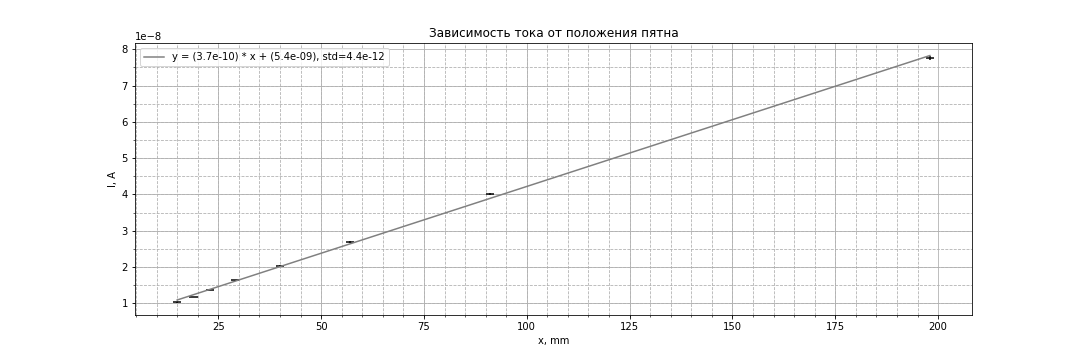 Зависимость тока от положения пятна
1e−8
y = (3.7e-10) * x + (5.4e-09), std=4.4e-12
8
7
6
5
4
3
2
1
I, A
25 50 75 100 125 150 175 200
x, mm